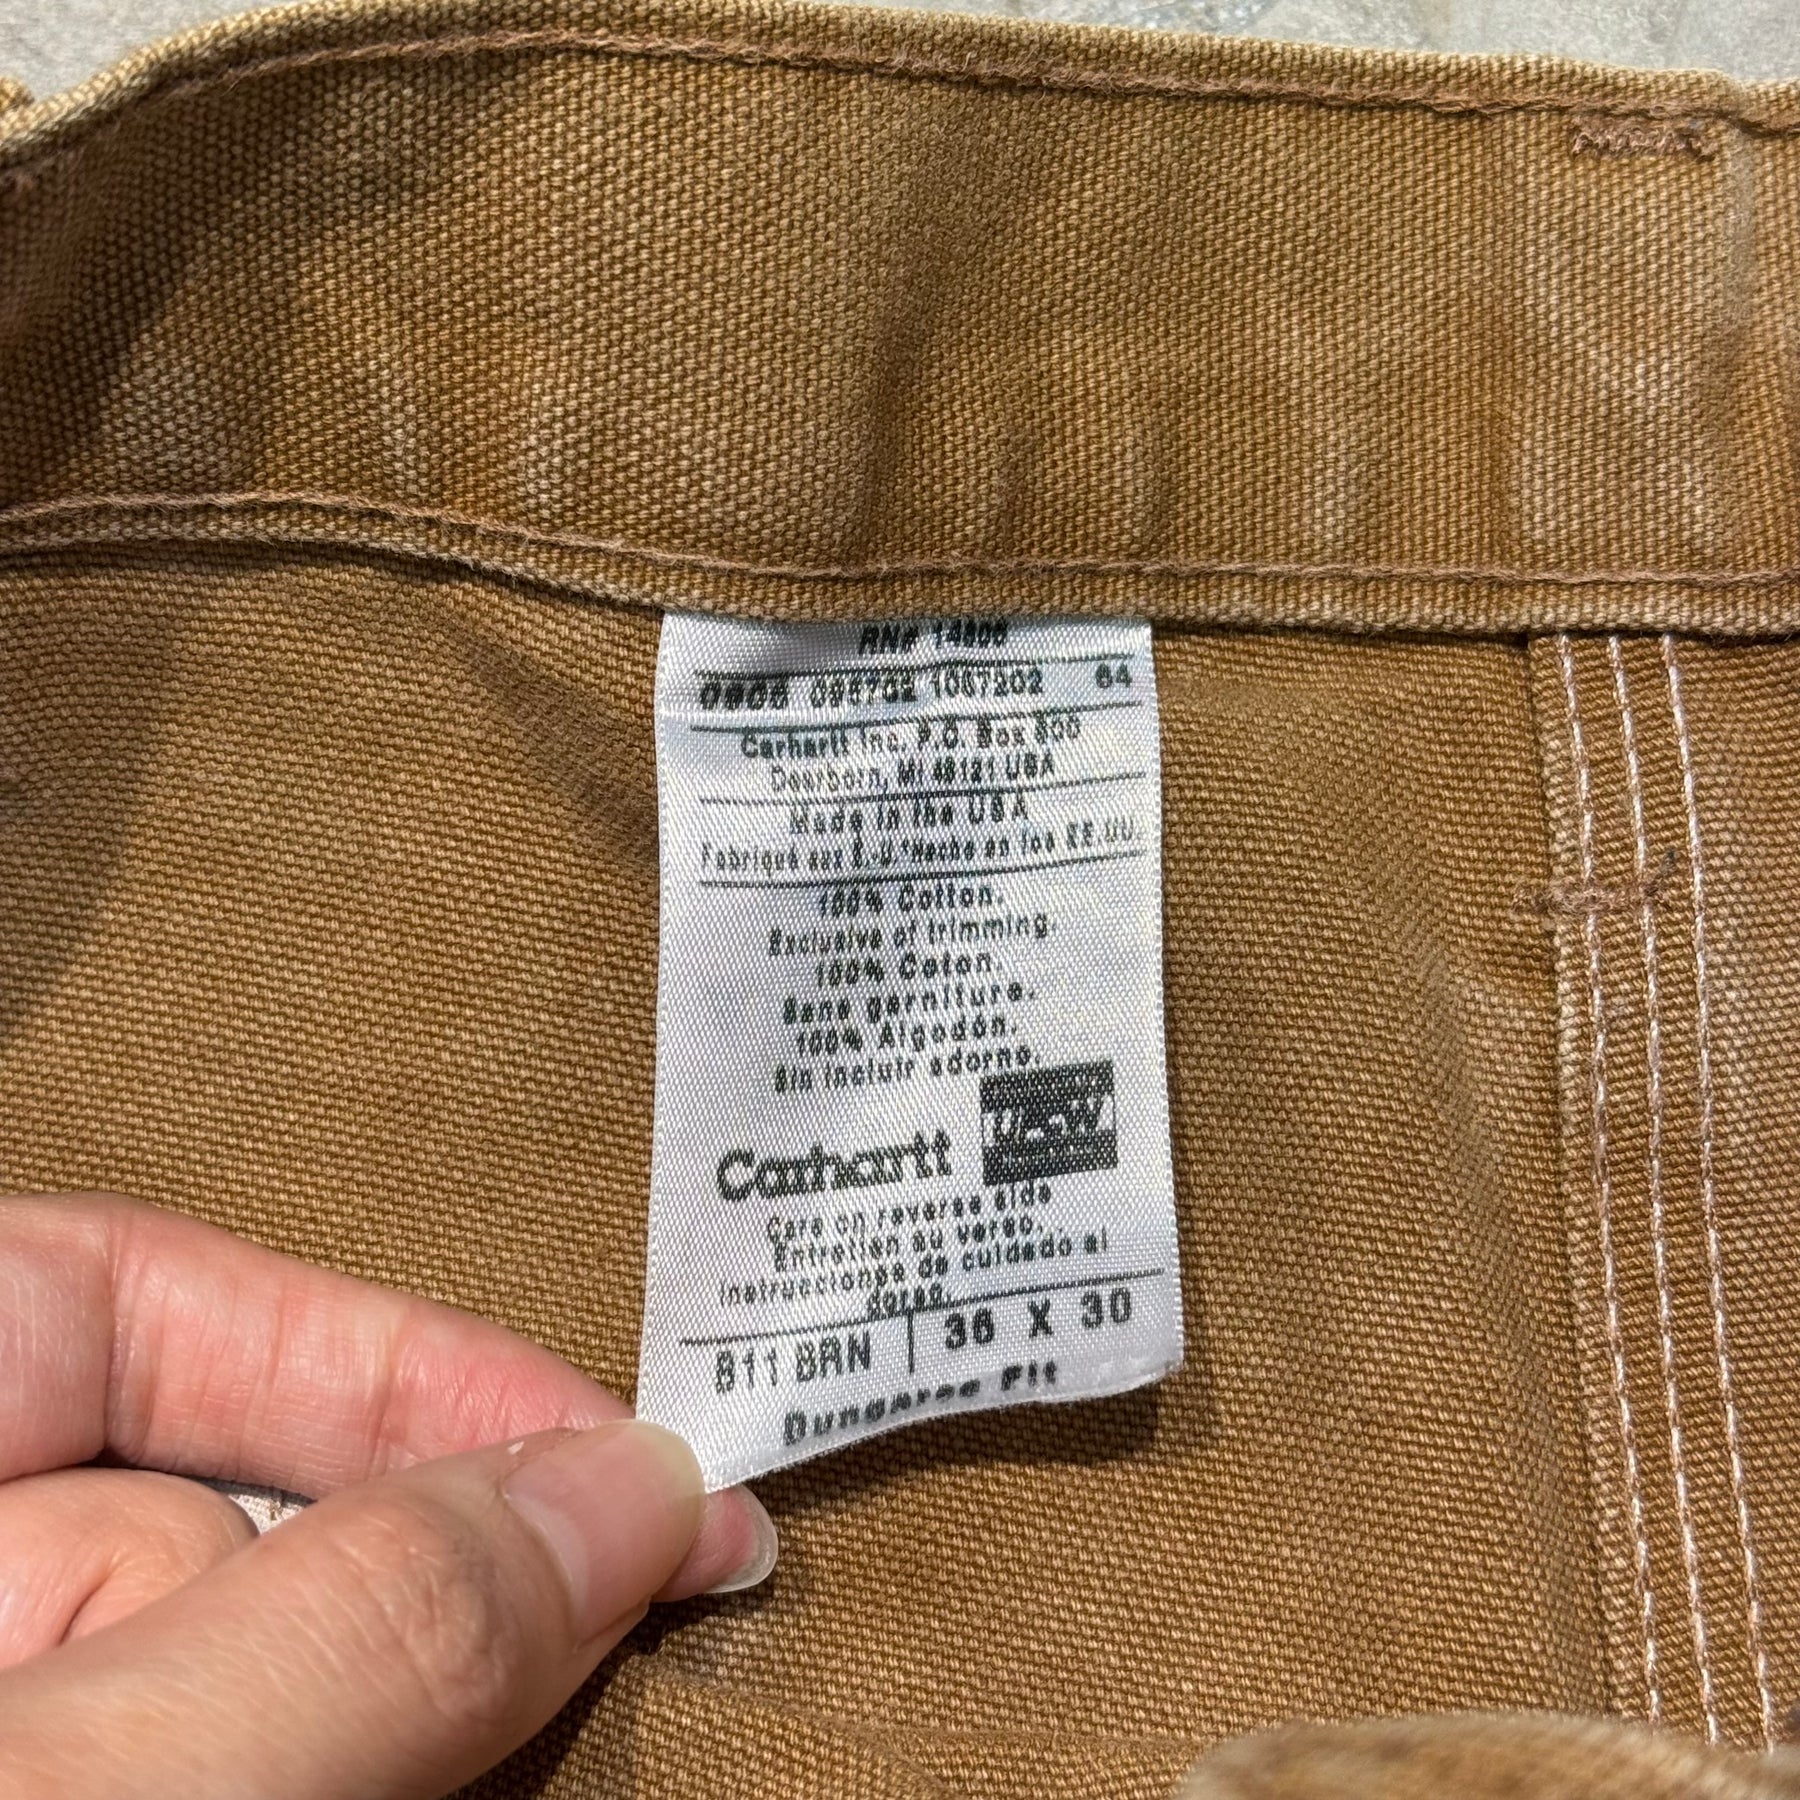 RN# 14806
0906 095702 1067202 64
Carhartt Inc. P.O. Box 600
Dearborn, MI 48121 USA
Made in the USA
Fabriqué aux É.-U. Hecho en los EE.UU.
100% Cotton.
Exclusive of trimming.
100% Coton.
Sans garniture.
100% Algodón.
Sin incluir adorno.
Carhartt
Care on reverse side
Entretien au verso.
Instrucciones de cuidado al
dorso.
B11 BRN | 36 X 30
Dungaree Fit